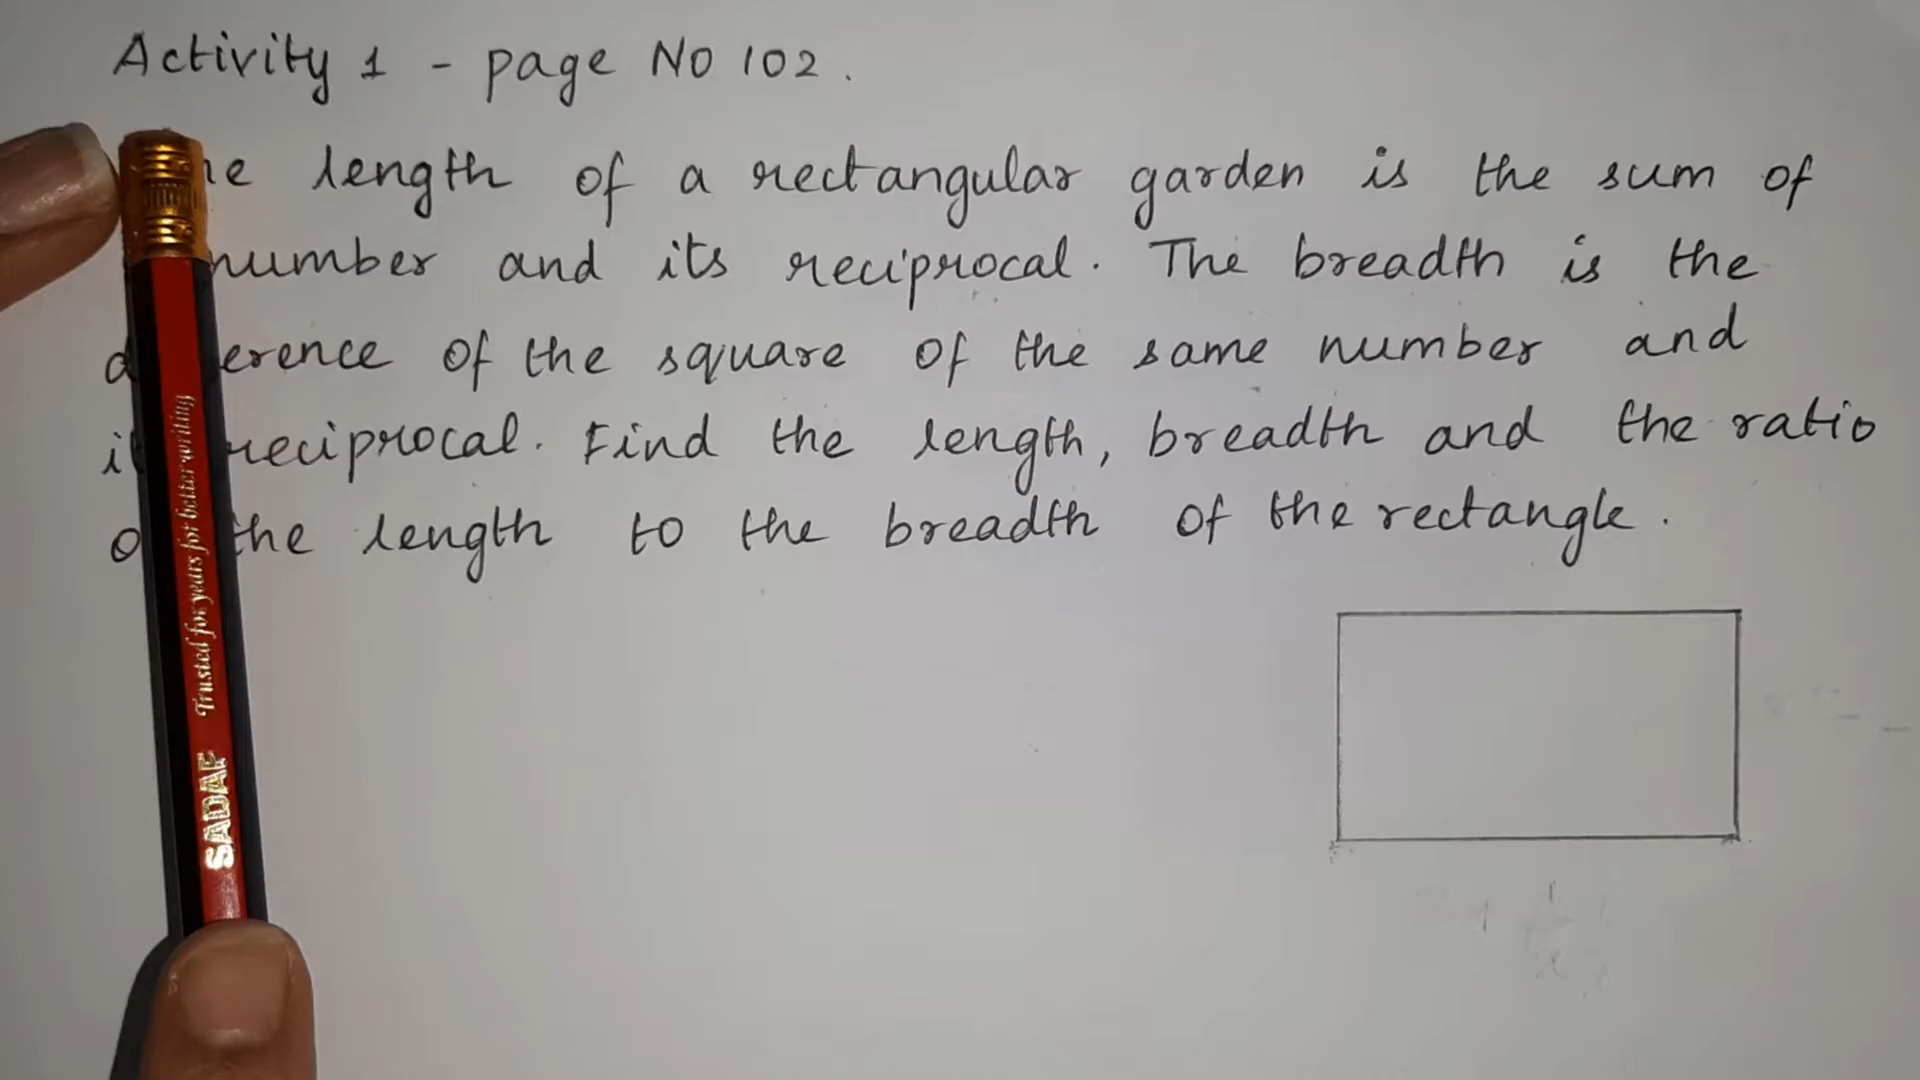 Activity 1 - page No 102.
length of a rectangular garden is the sum of
number and its reciprocal. The breadth is the
of the square of the same number and
reciprocal. Find the length, breadth and the ratio
the length to the breadth of the rectangle.
Trusted for years for better writing
SADAF